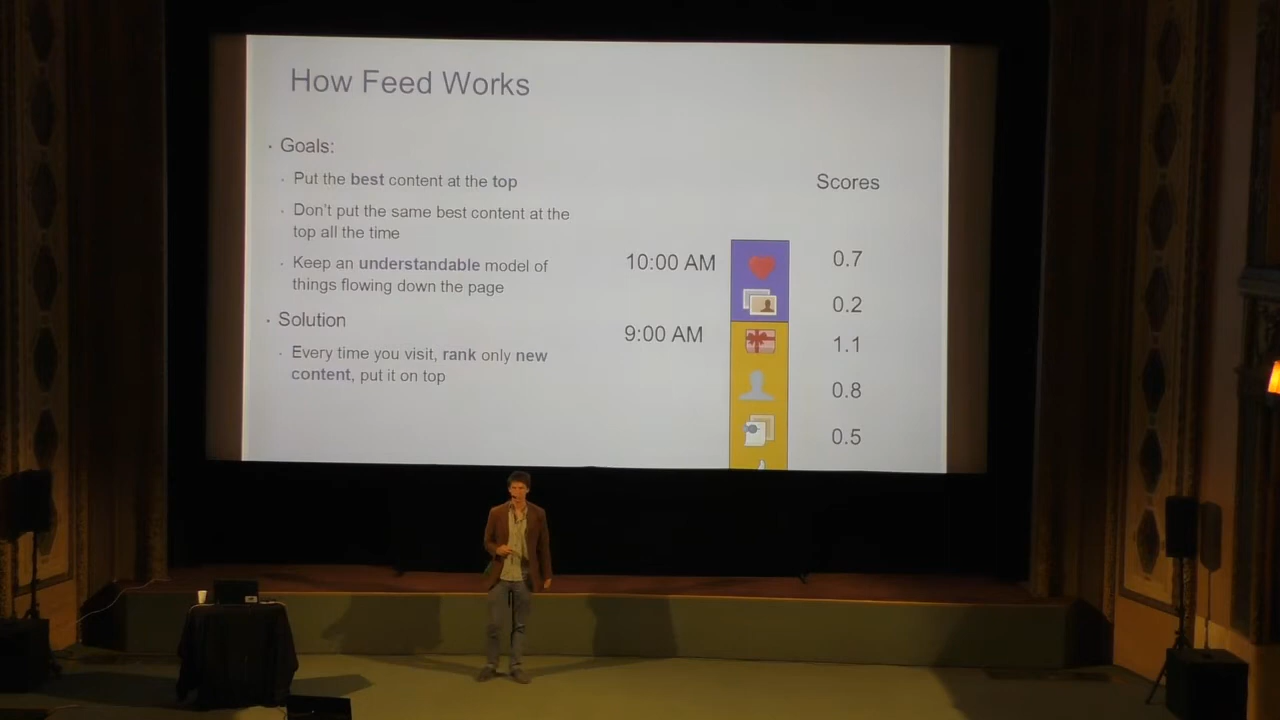 How Feed Works
· Goals:
· Put the best content at the top
· Don't put the same best content at the
top all the time
· Keep an understandable model of
things flowing down the page
· Solution
· Every time you visit, rank only new
content, put it on top
Scores
10:00 AM
0.7
0.2
9:00 AM
1.1
0.8
0.5